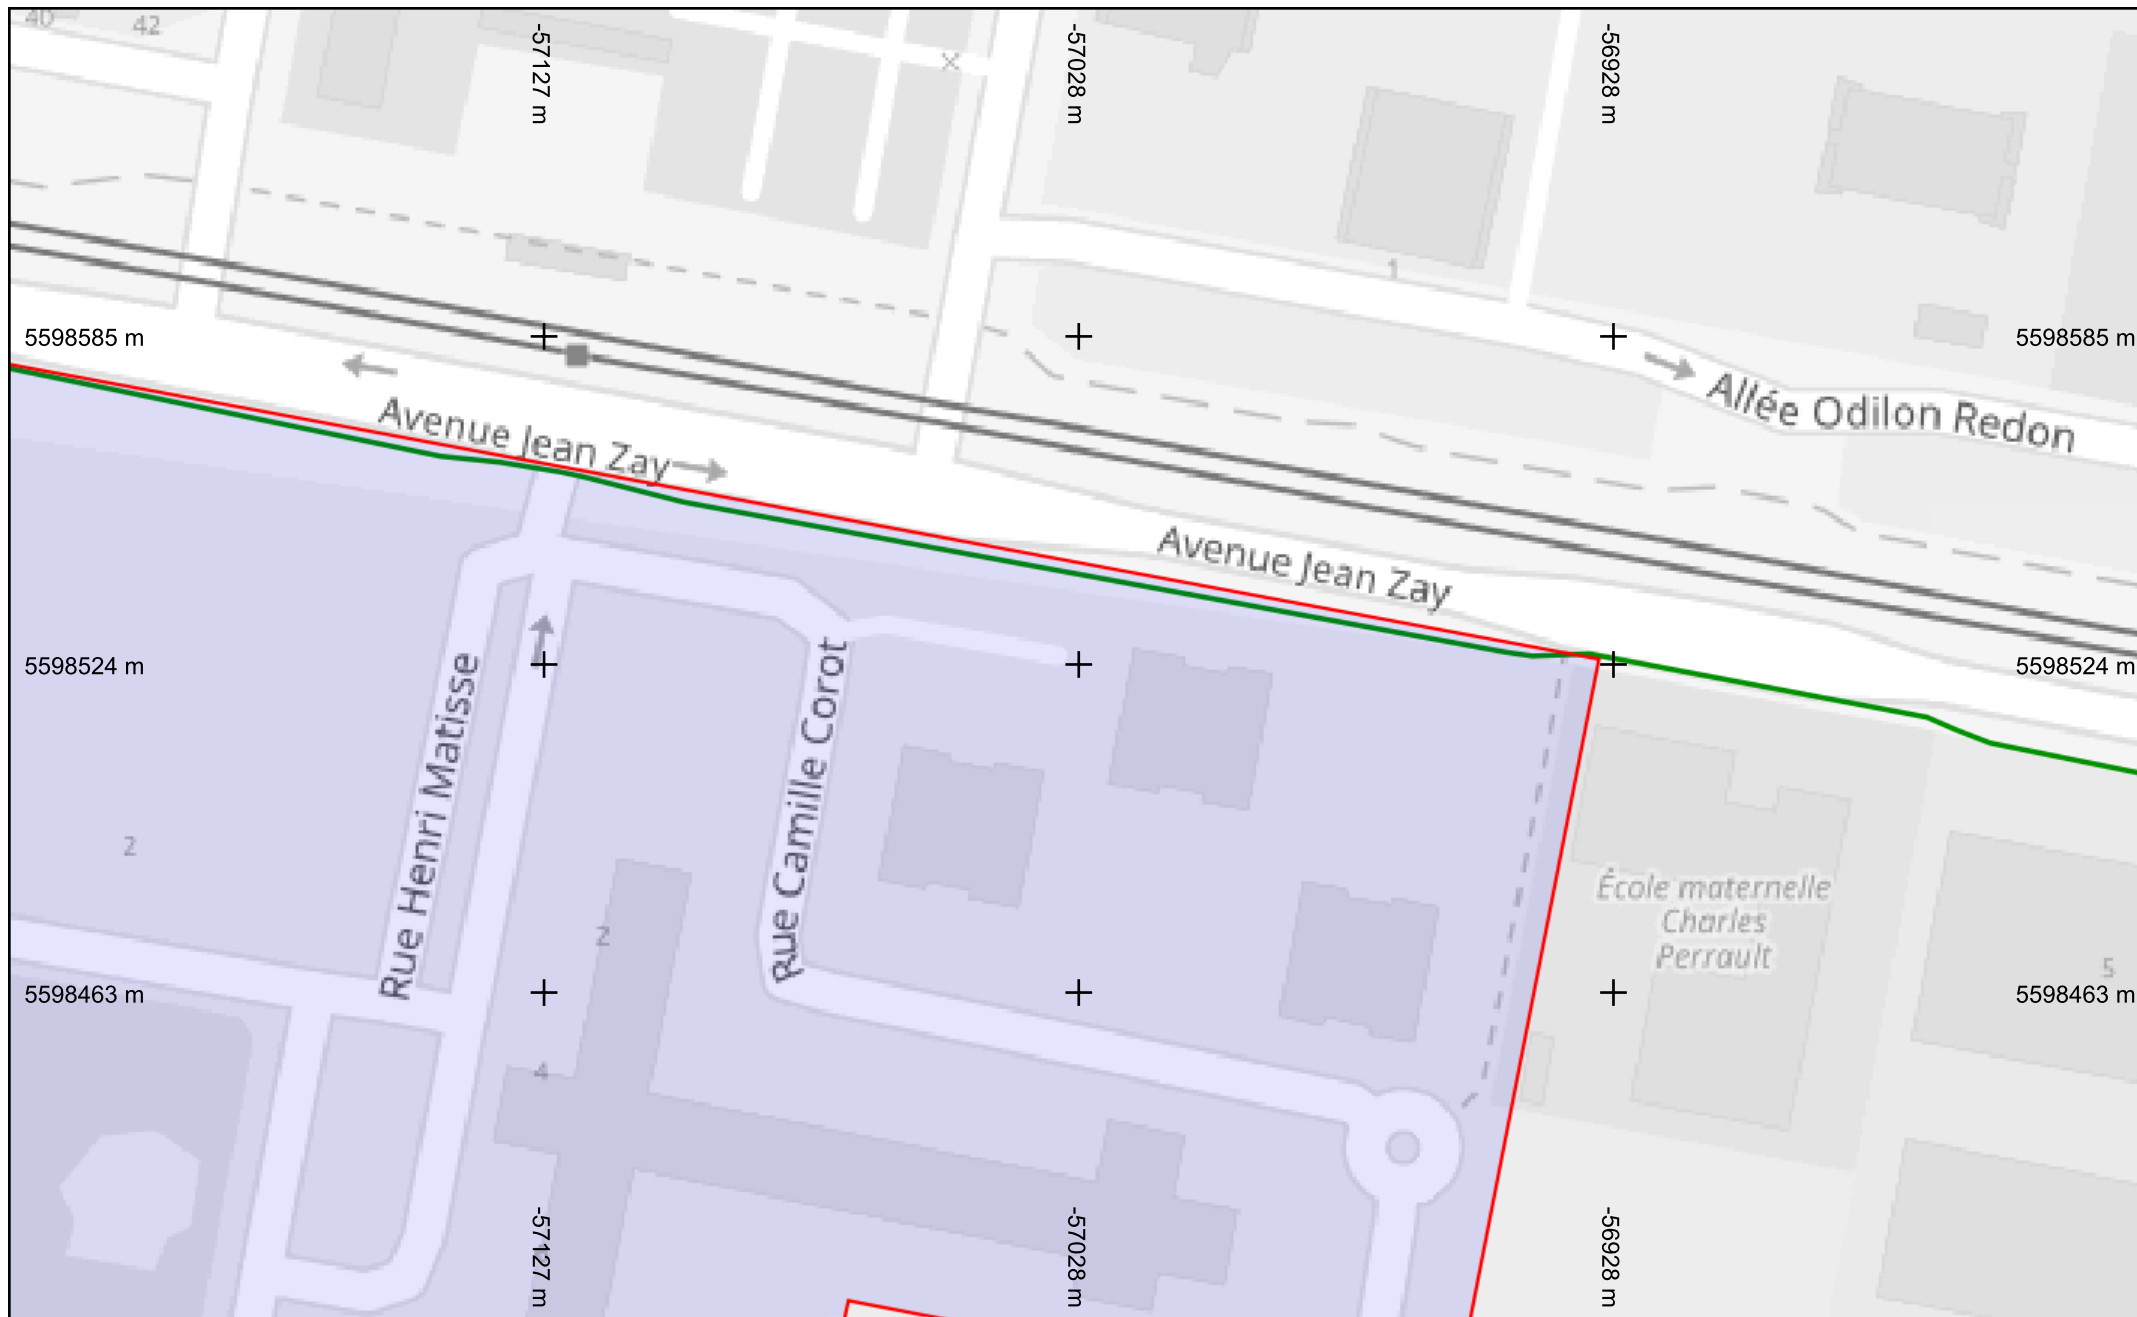 40
42
-57127 m
-57028 m
-56928 m
1
5598585 m
5598585 m
Allée Odilon Redon
Avenue Jean Zay
Avenue Jean Zay
5598524 m
5598524 m
Rue Henri Matisse
Rue Camille Corot
2
2
École maternelle
Charles
Perrault
5
5598463 m
5598463 m
4
-57127 m
-57028 m
-56928 m